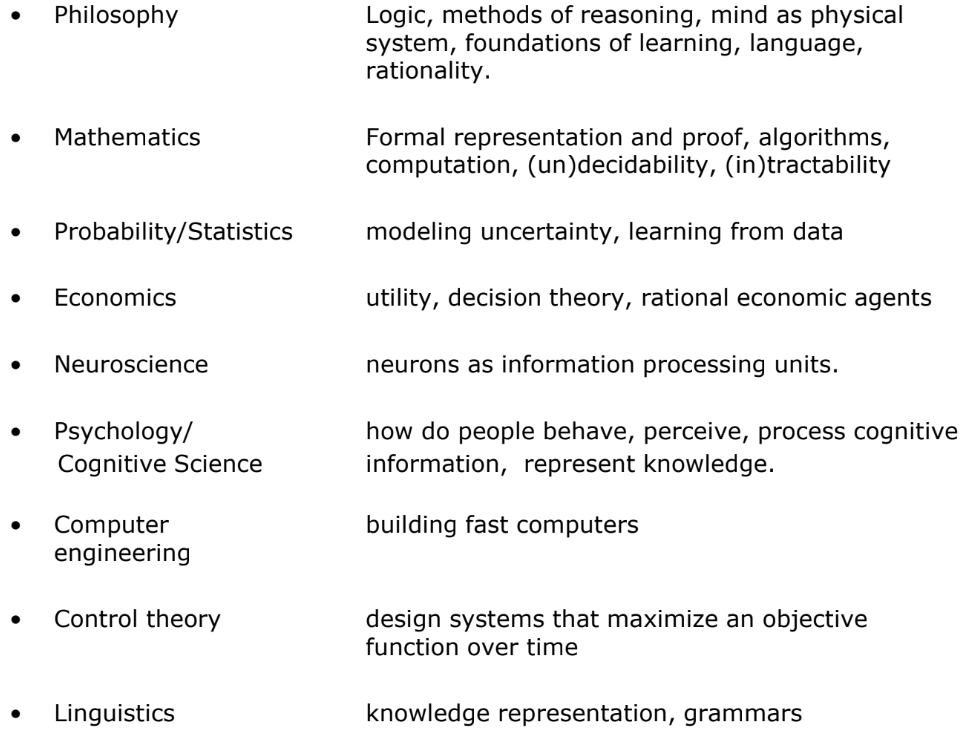 • Philosophy Logic, methods of reasoning, mind as physical
system, foundations of learning, language,
rationality.
• Mathematics Formal representation and proof, algorithms,
computation, (un)decidability, (in)tractability
• Probability/Statistics modeling uncertainty, learning from data
• Economics utility, decision theory, rational economic agents
• Neuroscience neurons as information processing units.
• Psychology/ how do people behave, perceive, process cognitive
Cognitive Science information, represent knowledge.
• Computer building fast computers
engineering
• Control theory design systems that maximize an objective
function over time
• Linguistics knowledge representation, grammars